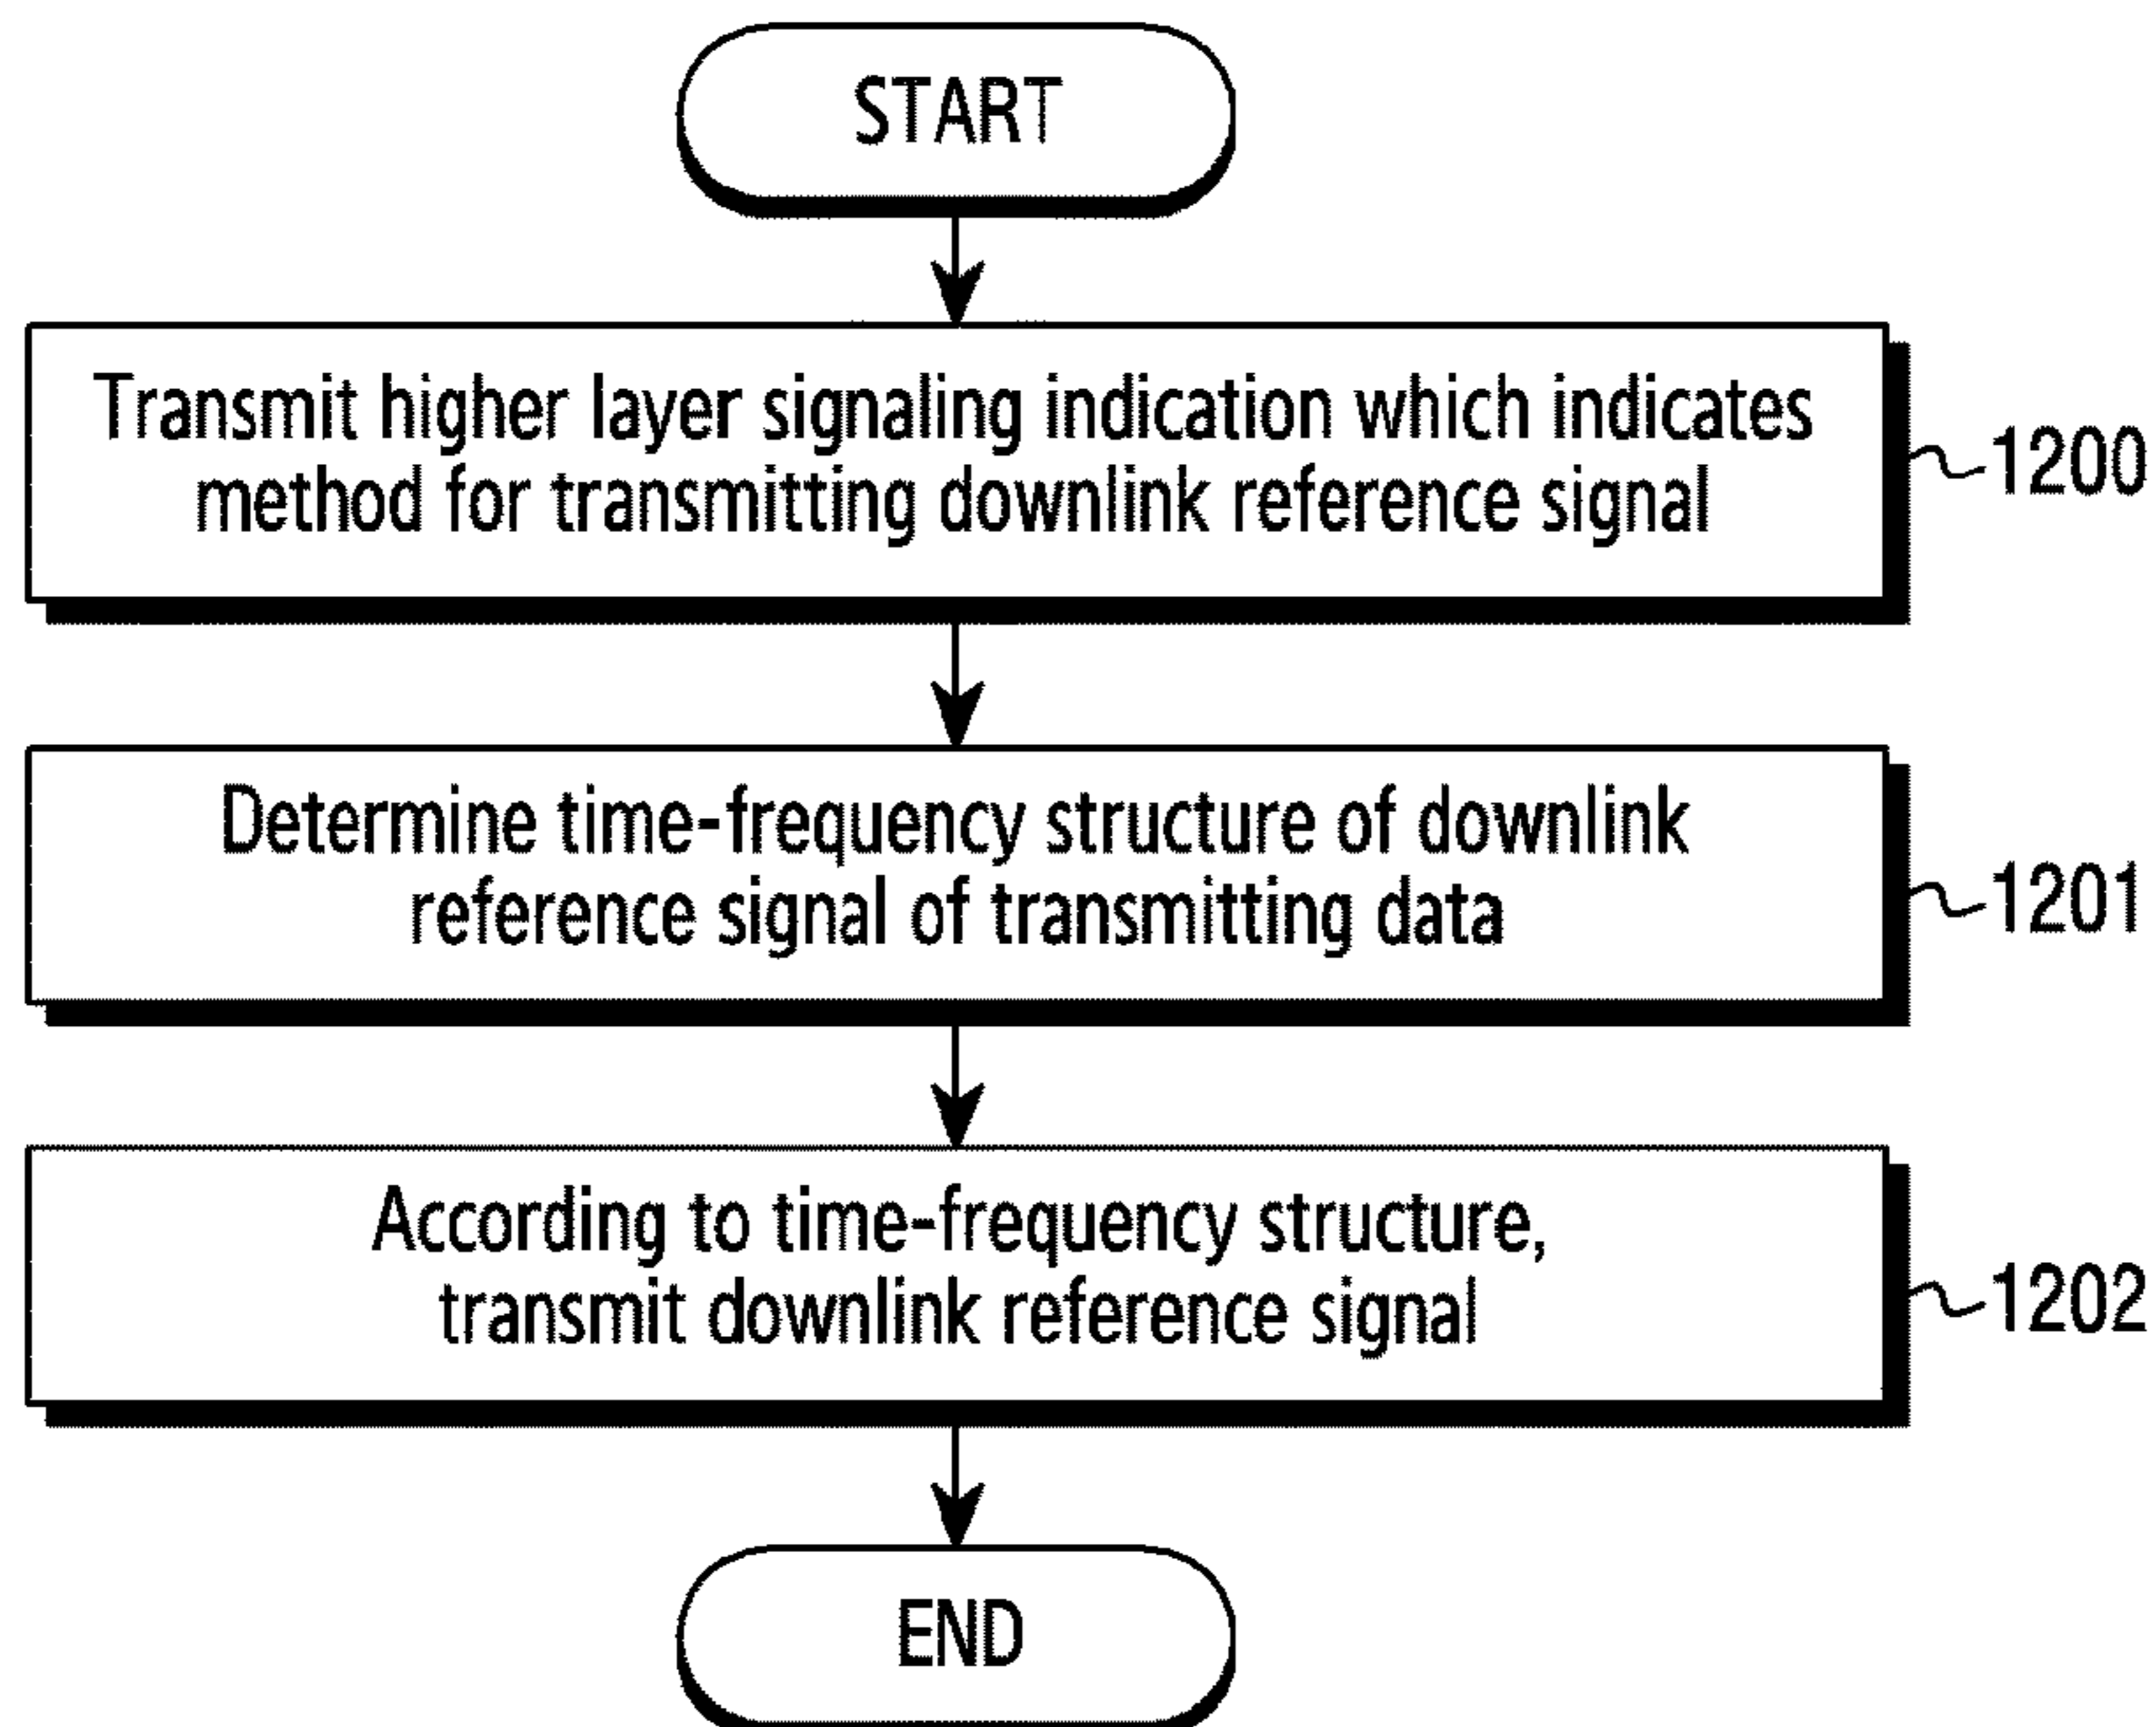 START
Transmit higher layer signaling indication which indicates
method for transmitting downlink reference signal
1200
Determine time-frequency structure of downlink
reference signal of transmitting data
1201
According to time-frequency structure,
transmit downlink reference signal
1202
END